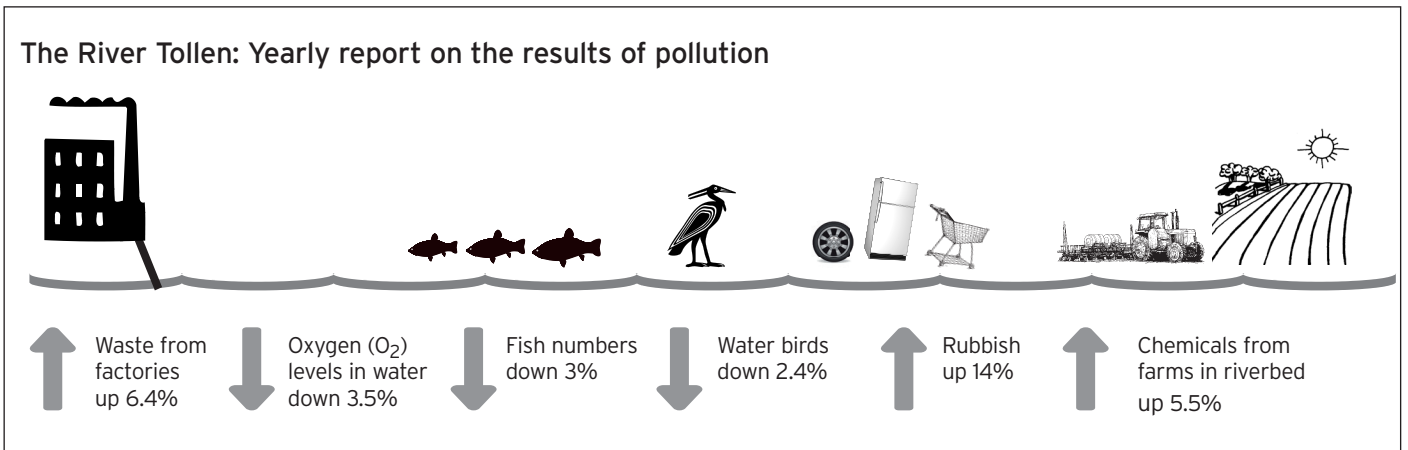 The River Tollen: Yearly report on the results of pollution
Waste from
factories
up 6.4%
Oxygen (O₂)
levels in water
down 3.5%
Fish numbers
down 3%
Water birds
down 2.4%
Rubbish
up 14%
Chemicals from
farms in riverbed
up 5.5%